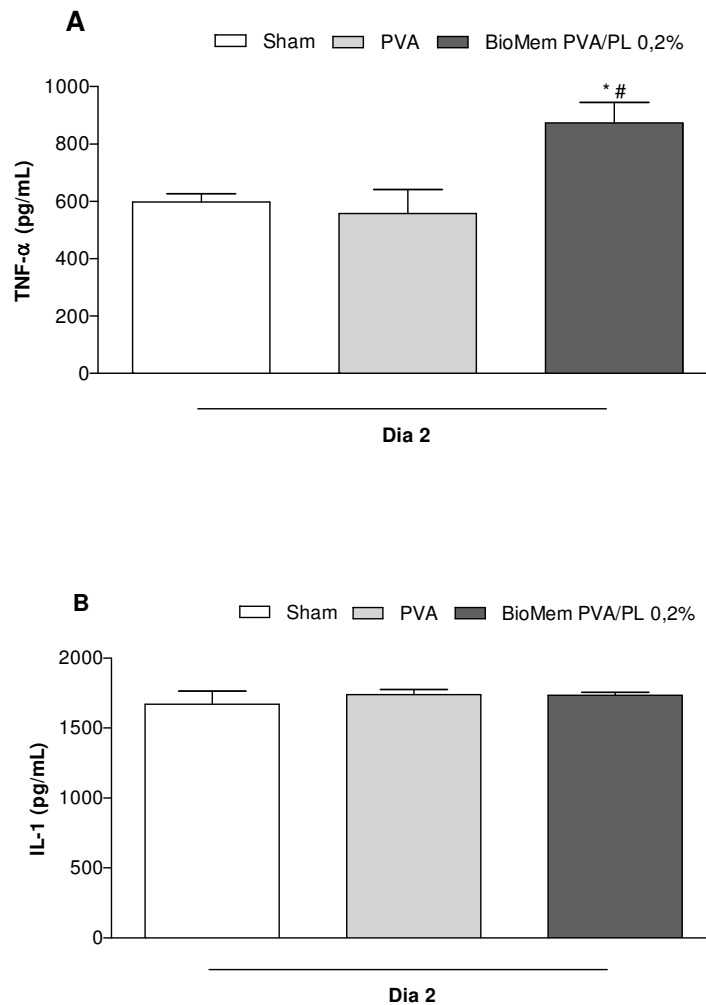 A
Sham PVA BioMem PVA/PL 0,2%
1000
* #
800
600
400
200
0
TNF-α (pg/mL)
Dia 2
B
Sham PVA BioMem PVA/PL 0,2%
2000
1500
1000
500
0
IL-1 (pg/mL)
Dia 2